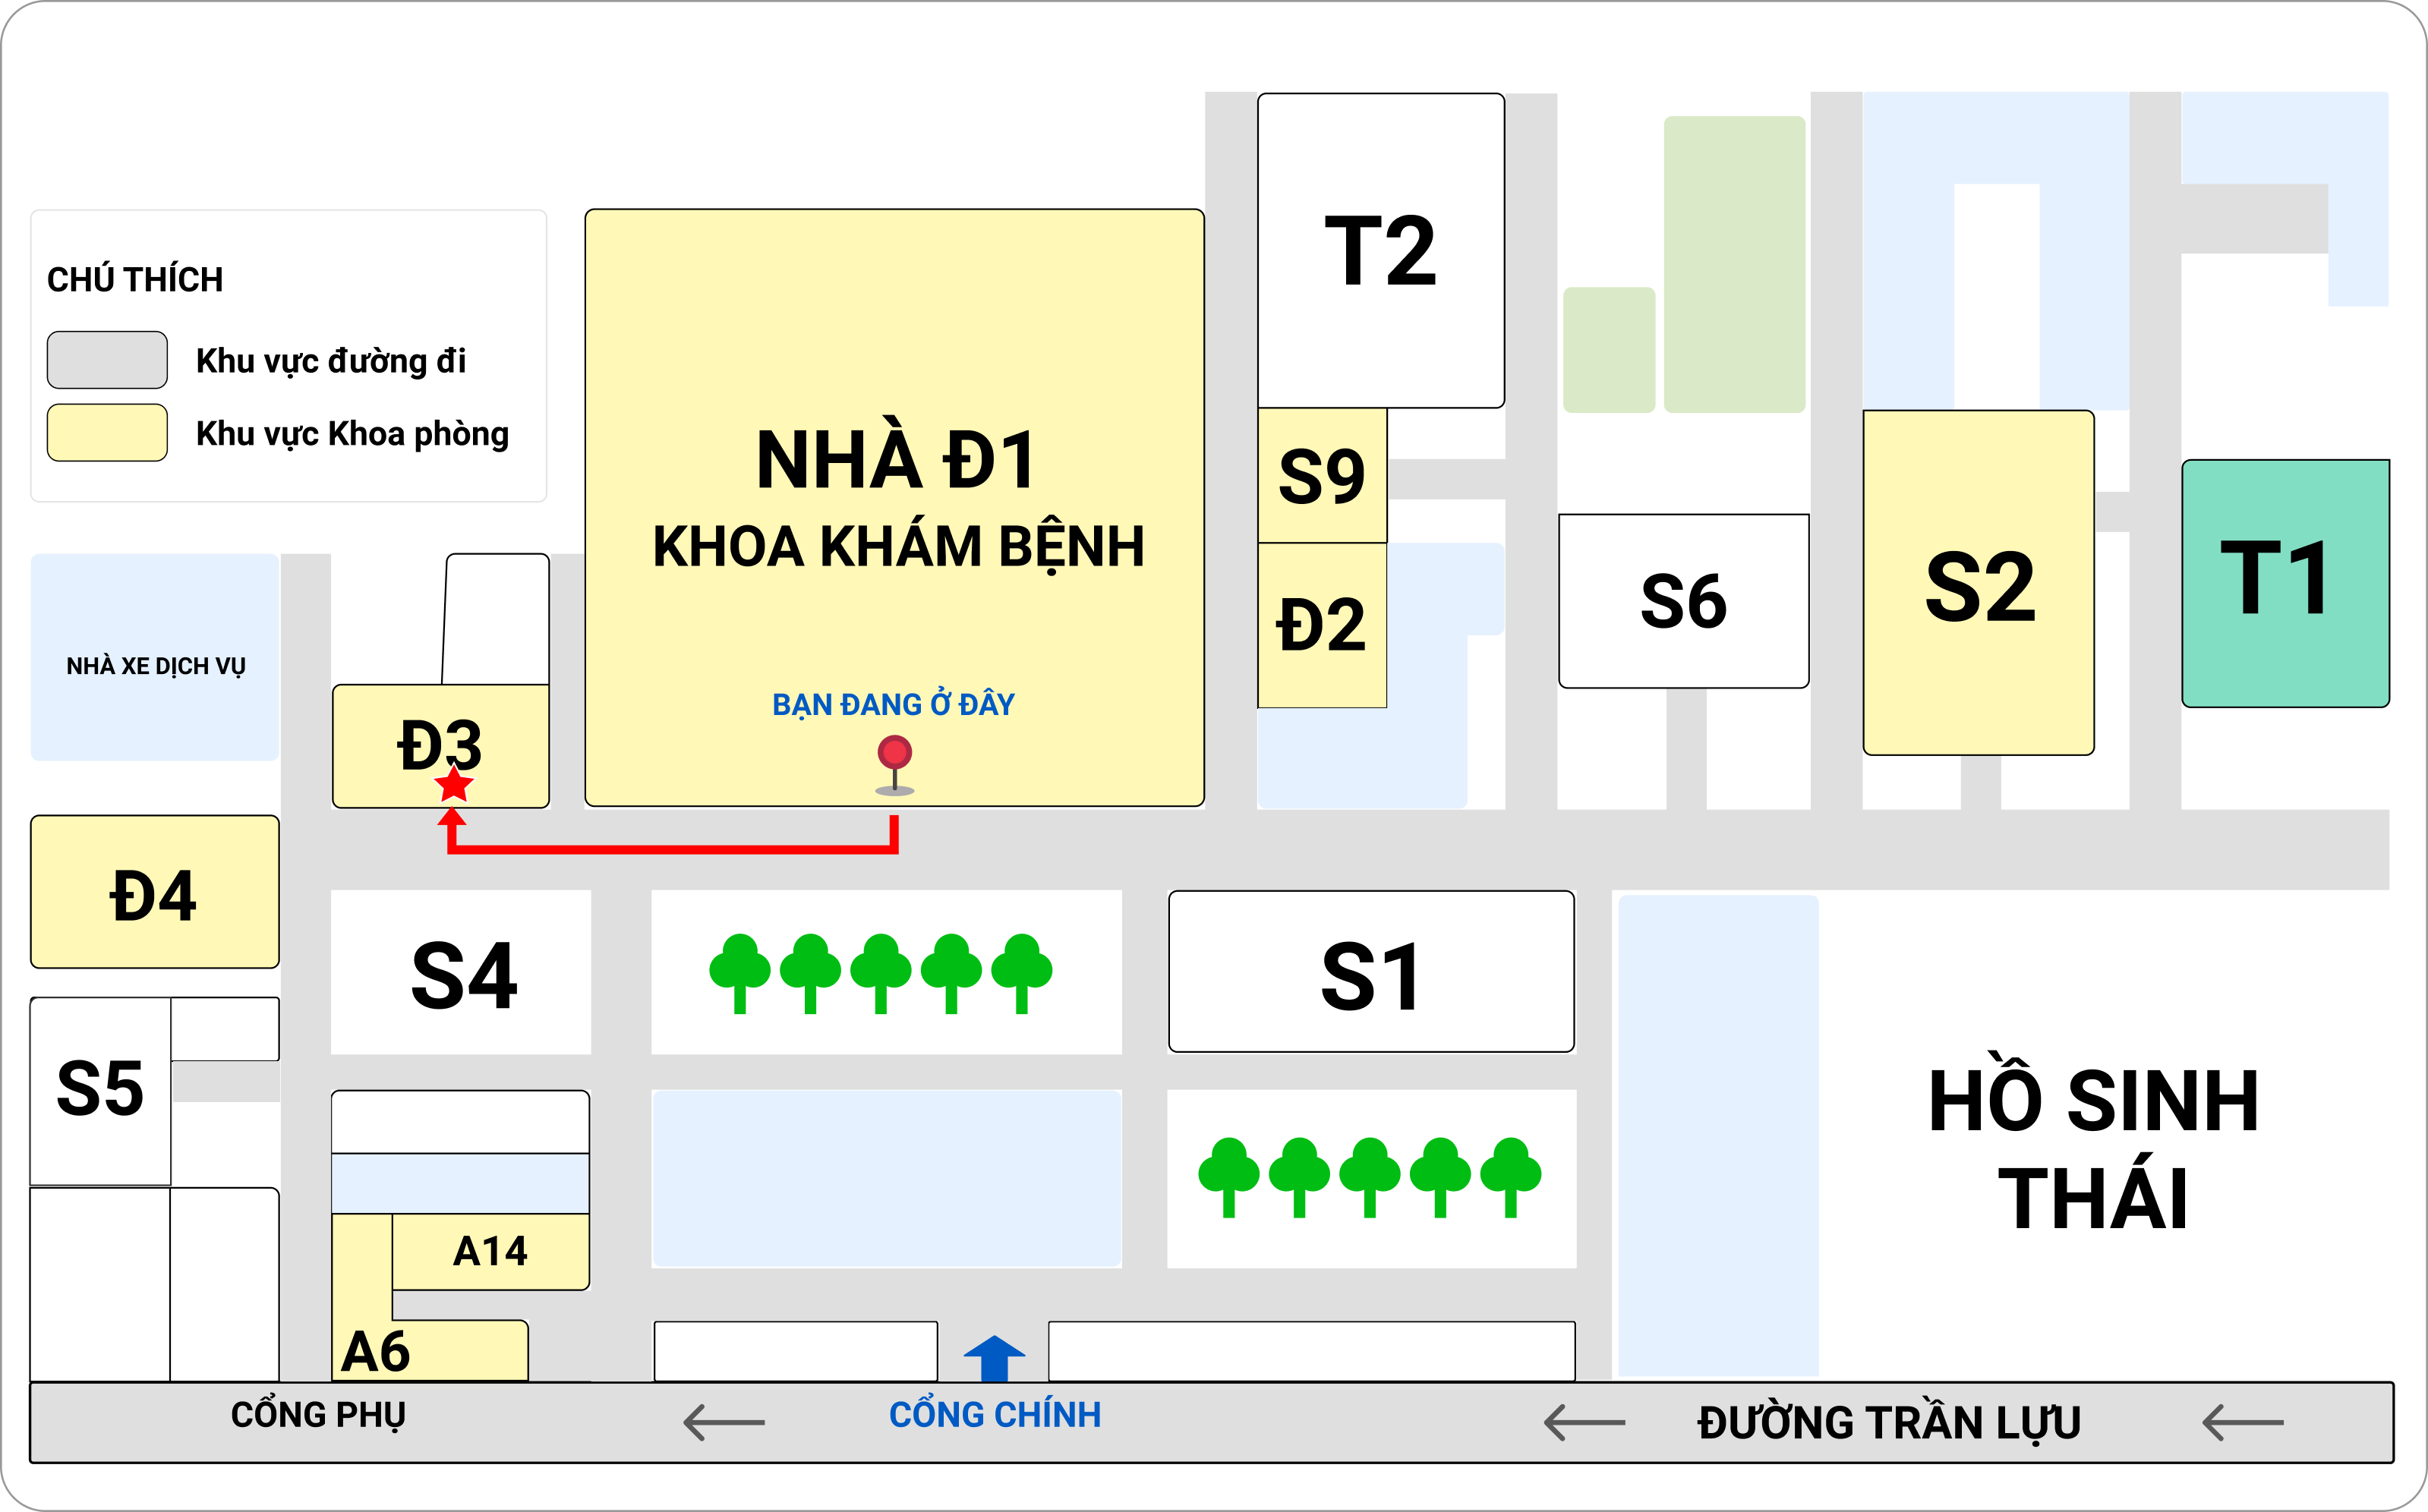 T2
CHÚ THÍCH
Khu vực đường đi
Khu vực Khoa phòng
NHÀ Đ1
KHOA KHÁM BỆNH
S9
Đ2
S6
S2
T1
NHÀ XE DỊCH VỤ
BẠN ĐANG Ở ĐÂY
Đ3
Đ4
S4
S1
S5
HỒ SINH
THÁI
A14
A6
CỔNG PHỤ
CỔNG CHÍNH
ĐƯỜNG TRẦN LỰU